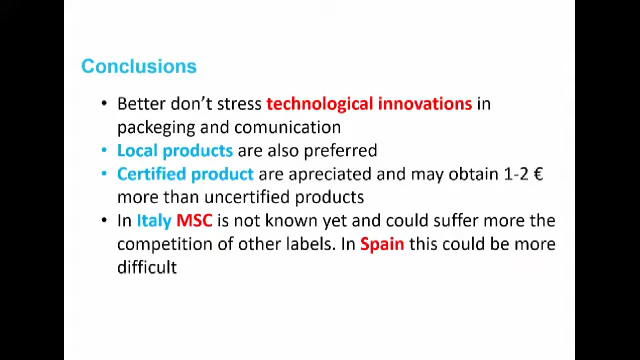 Conclusions
• Better don't stress technological innovations in
packeging and comunication
• Local products are also preferred
• Certified product are apreciated and may obtain 1-2 €
more than uncertified products
• In Italy MSC is not known yet and could suffer more the
competition of other labels. In Spain this could be more
difficult